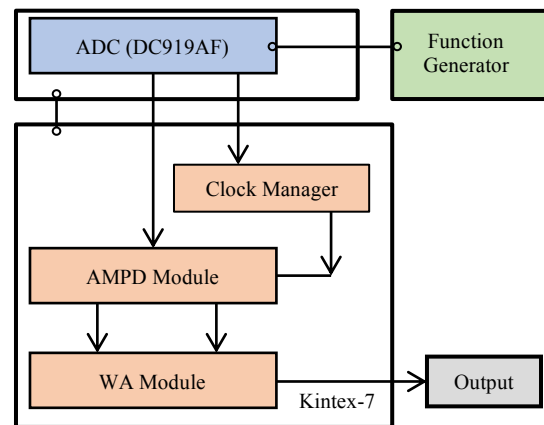 ADC (DC919AF)
Function
Generator
Clock Manager
AMPD Module
WA Module
Kintex-7
Output